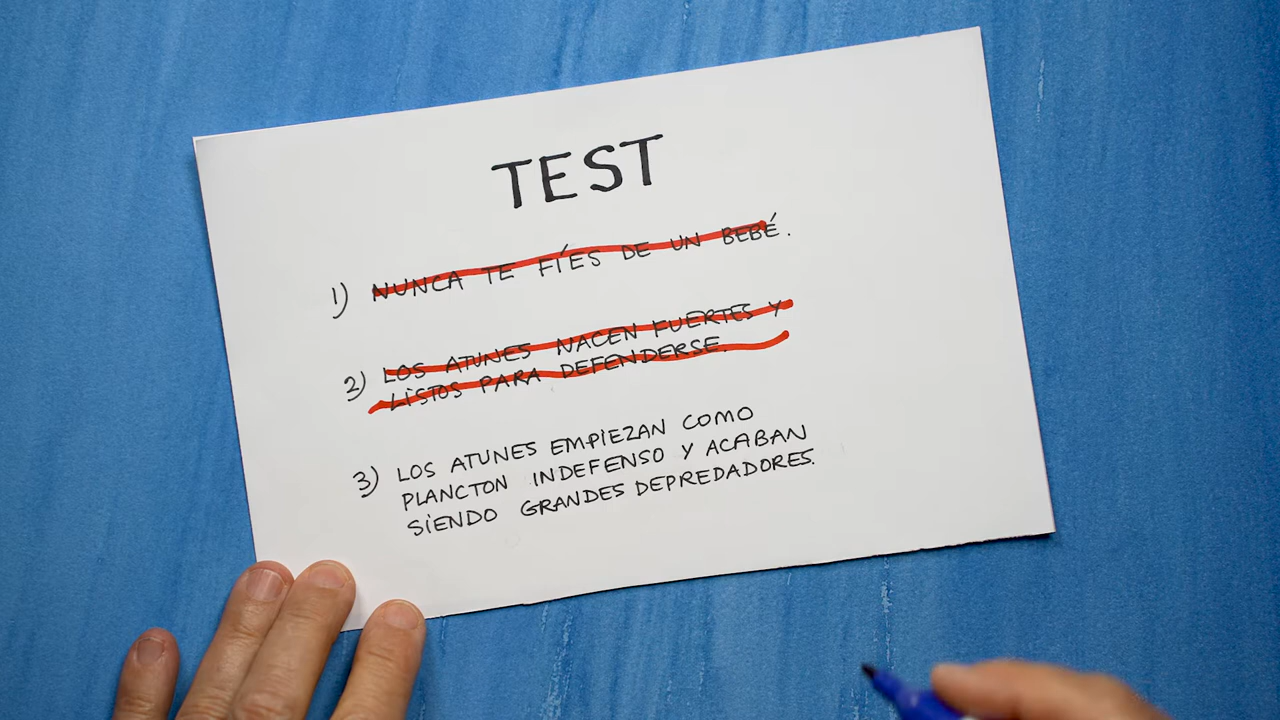 TEST
1) NUNCA TE FÍES DE UN BEBÉ.
2) LOS ATUNES NACEN FUERTES Y
LISTOS PARA DEFENDERSE.
3) LOS ATUNES EMPIEZAN COMO
PLANCTON INDEFENSO Y ACABAN
SIENDO GRANDES DEPREDADORES.